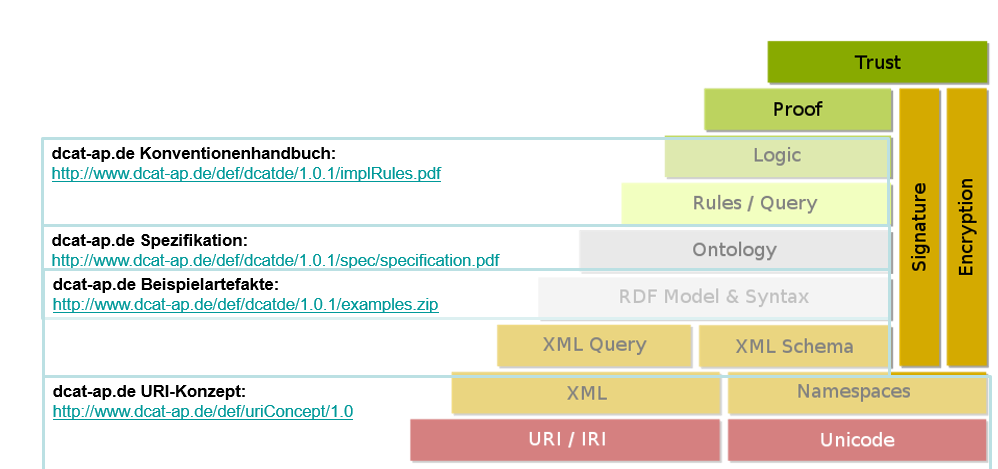 Trust
Proof
dcat-ap.de Konventionenhandbuch:
http://www.dcat-ap.de/def/dcatde/1.0.1/implRules.pdf
Logic
Rules / Query
Signature
Encryption
dcat-ap.de Spezifikation:
http://www.dcat-ap.de/def/dcatde/1.0.1/spec/specification.pdf
Ontology
dcat-ap.de Beispielartefakte:
http://www.dcat-ap.de/def/dcatde/1.0.1/examples.zip
RDF Model & Syntax
XML Query
XML Schema
dcat-ap.de URI-Konzept:
http://www.dcat-ap.de/def/uriConcept/1.0
XML
Namespaces
URI / IRI
Unicode